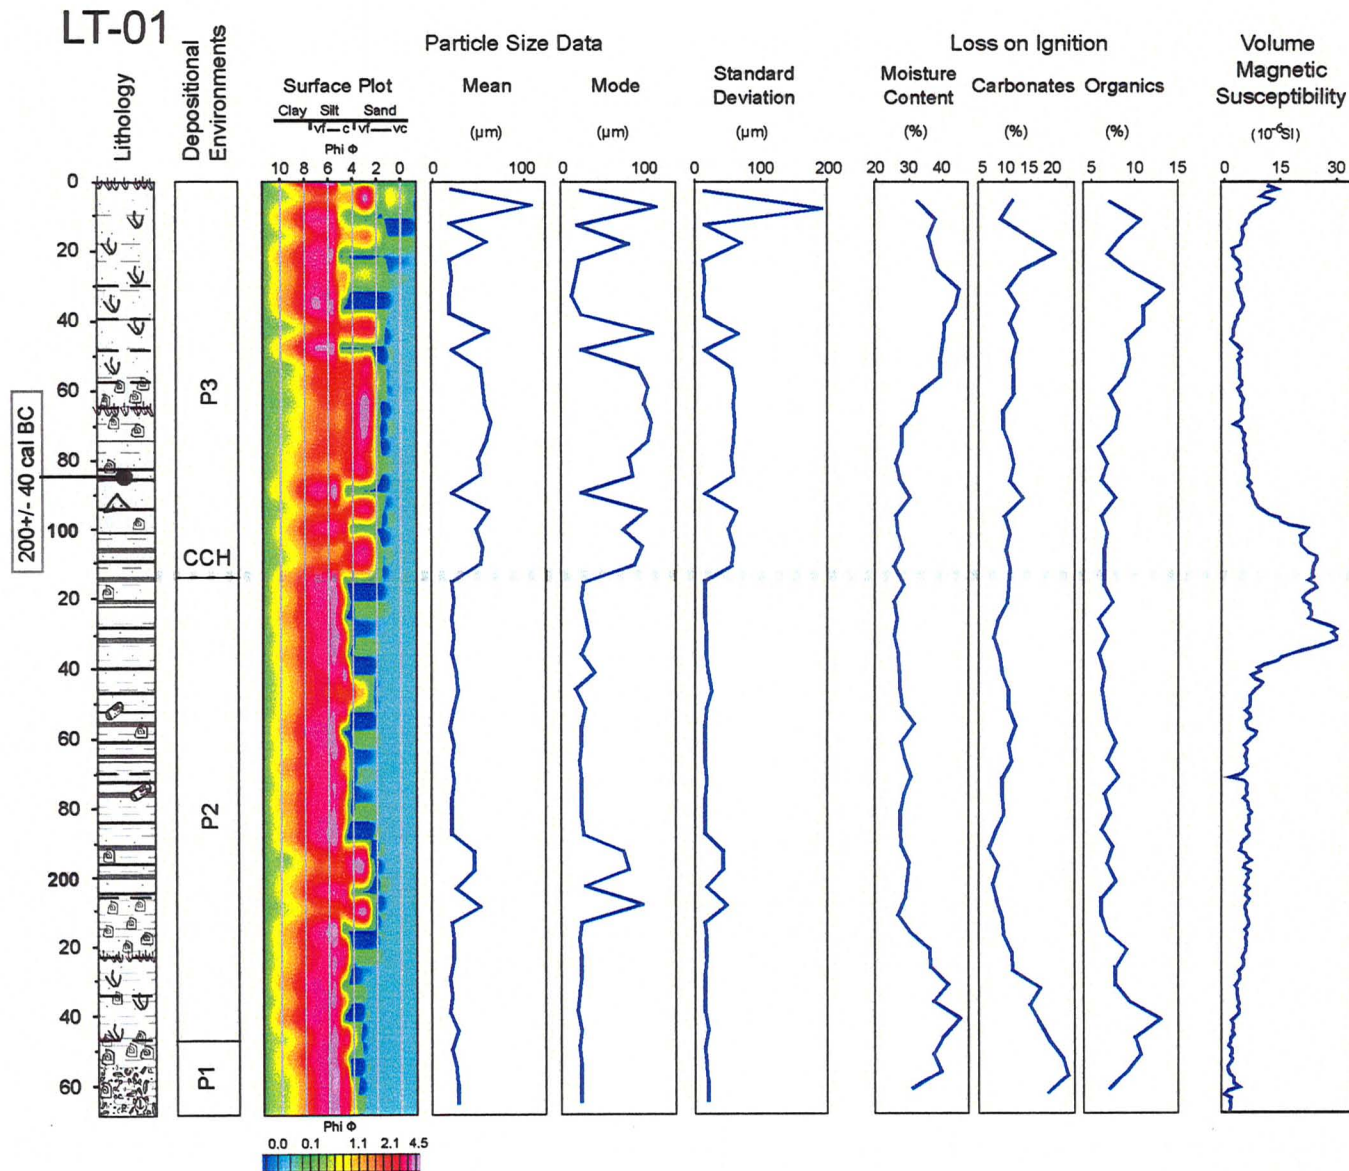 LT-01
Lithology
Depositional
Environments
Particle Size Data
Surface Plot
Clay Silt Sand
vf—c vf—vc
Phi Φ
10 8 6 4 2 0
Mean
(µm)
0 100
Mode
(µm)
0 100
Standard
Deviation
(µm)
0 100 200
Loss on Ignition
Moisture
Content
(%)
20 30 40
Carbonates
(%)
5 10 15 20
Organics
(%)
5 10 15
Volume
Magnetic
Susceptibility
(10⁻⁶SI)
0 15 30
0
20
40
60
80
100
20
40
60
80
200
20
40
60
200+/- 40 cal BC
P3
CCH
P2
P1
Phi Φ
0.0 0.1 1.1 2.1 4.5